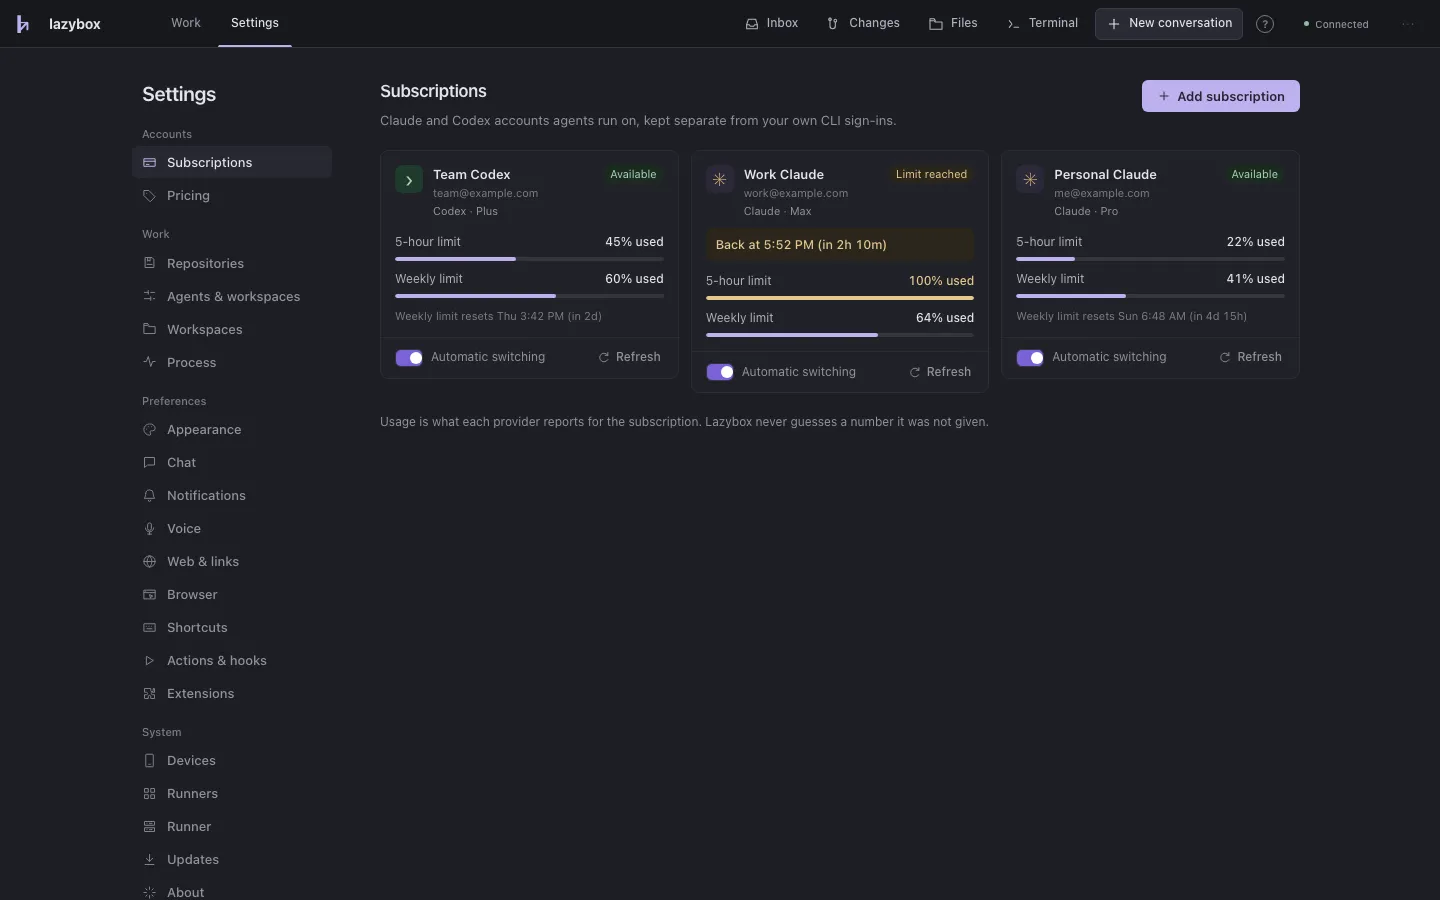 lazybox
Work
Settings
Inbox
Changes
Files
Terminal
New conversation
?
Connected
Settings
Accounts
Subscriptions
Pricing
Work
Repositories
Agents & workspaces
Workspaces
Process
Preferences
Appearance
Chat
Notifications
Voice
Web & links
Browser
Shortcuts
Actions & hooks
Extensions
System
Devices
Runners
Runner
Updates
About
Subscriptions
Add subscription
Claude and Codex accounts agents run on, kept separate from your own CLI sign-ins.
Team Codex
Available
team@example.com
Codex · Plus
5-hour limit 45% used
Weekly limit 60% used
Weekly limit resets Thu 3:42 PM (in 2d)
Automatic switching
Refresh
Work Claude
Limit reached
work@example.com
Claude · Max
Back at 5:52 PM (in 2h 10m)
5-hour limit 100% used
Weekly limit 64% used
Automatic switching
Refresh
Personal Claude
Available
me@example.com
Claude · Pro
5-hour limit 22% used
Weekly limit 41% used
Weekly limit resets Sun 6:48 AM (in 4d 15h)
Automatic switching
Refresh
Usage is what each provider reports for the subscription. Lazybox never guesses a number it was not given.